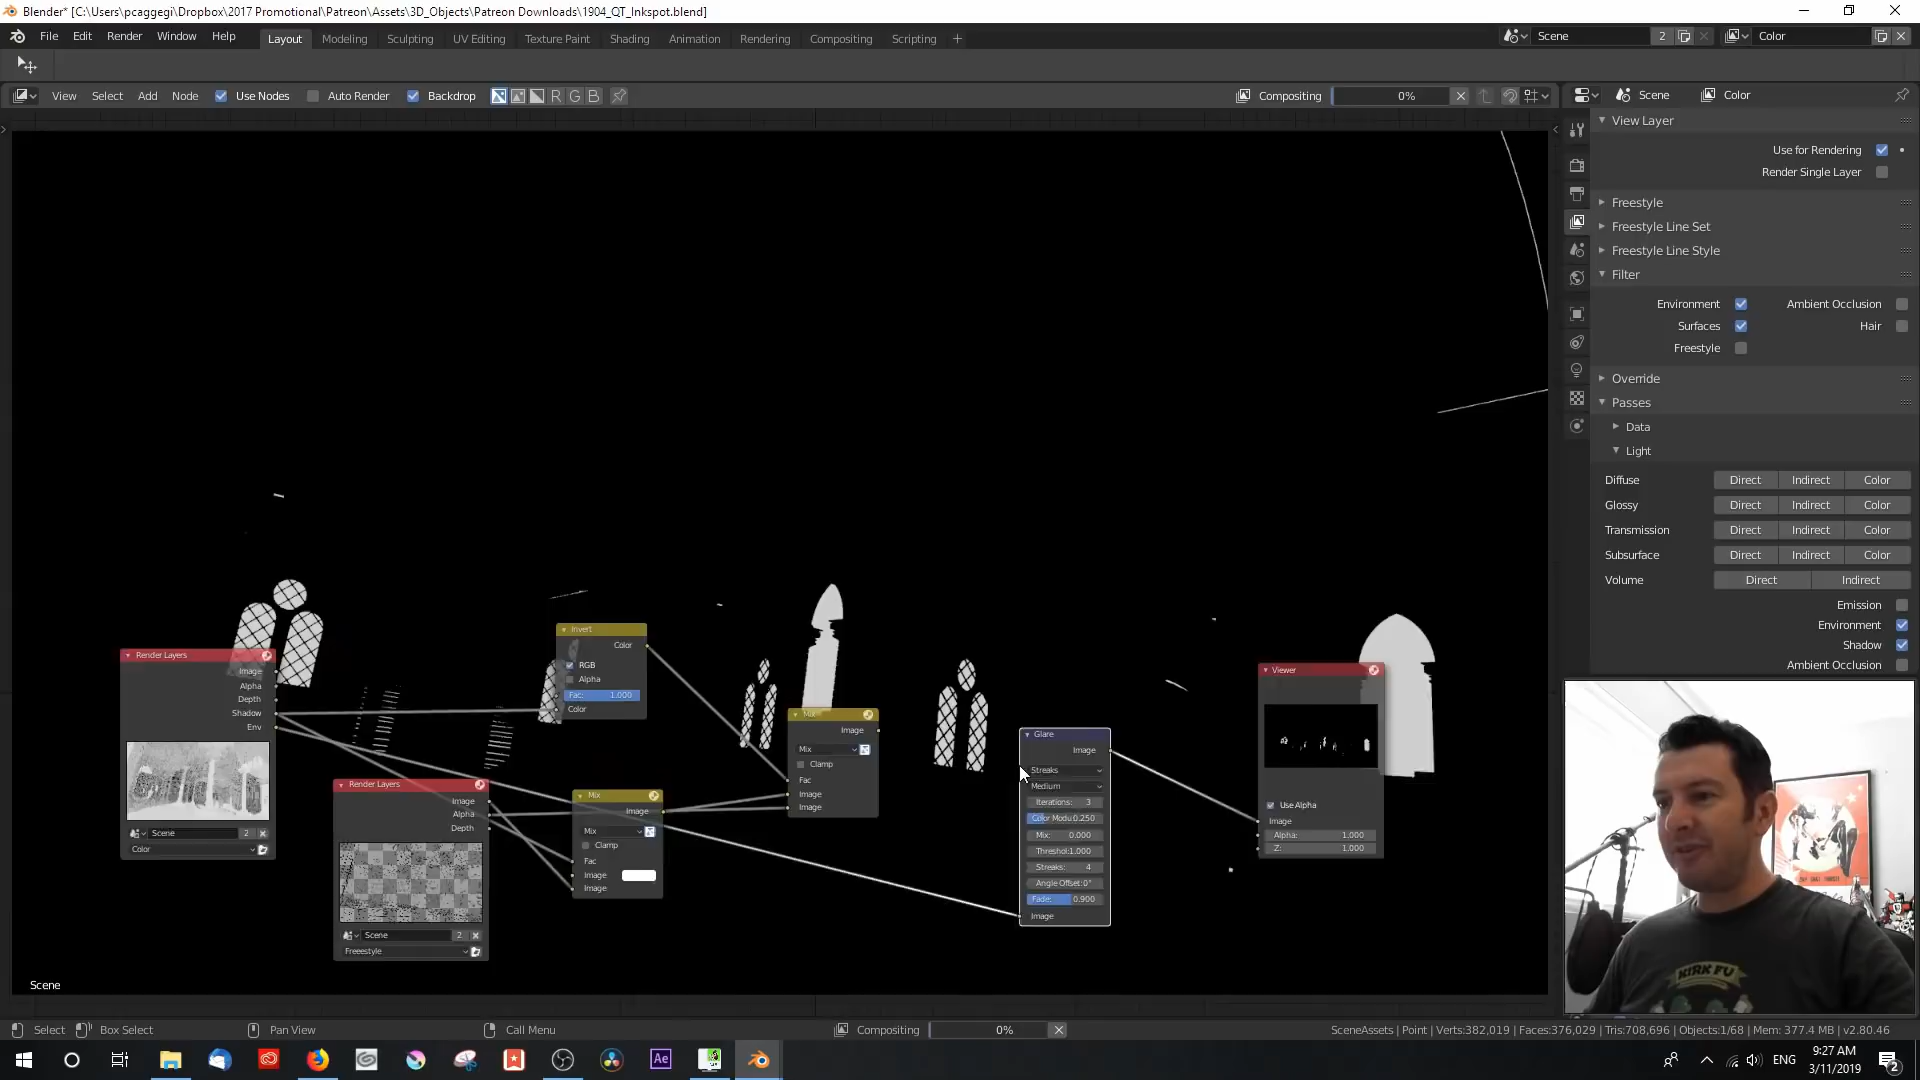 Blender* [C:\Users\pcaggegi\Dropbox\2017 Promotional\Patreon\Assets\3D_Objects\Patreon Downloads\1904_QT_Inkspot.blend]
File Edit Render Window Help Layout Modeling Sculpting UV Editing Texture Paint Shading Animation Rendering Compositing Scripting + Scene 2 Color
View Select Add Node Use Nodes Auto Render Backdrop R G B Compositing 0% Scene Color
View Layer
Use for Rendering
Render Single Layer
Freestyle
Freestyle Line Set
Freestyle Line Style
Filter
Environment Ambient Occlusion
Surfaces Hair
Freestyle
Override
Passes
Data
Light
Diffuse Direct Indirect Color
Glossy Direct Indirect Color
Transmission Direct Indirect Color
Subsurface Direct Indirect Color
Volume Direct Indirect
Emission
Environment
Shadow
Ambient Occlusion
Render Layers
Image
Alpha
Depth
Shadow
Env
Scene 2
Color
Render Layers
Image
Alpha
Depth
Scene 2
Freeestyle
Invert
Color
RGB
Alpha
Fac: 1.000
Color
Mix
Image
Mix
Clamp
Fac
Image
Image
Mix
Image
Mix
Clamp
Fac
Image
Image
Glare
Image
Streaks
Medium
Iterations: 3
Color Modu 0.250
Mix: 0.000
Threshol:1.000
Streaks: 4
Angle Offset:0°
Fade: 0.900
Image
Viewer
Use Alpha
Image
Alpha: 1.000
Z: 1.000
KIRK FU
Scene
Select Box Select Pan View Call Menu Compositing 0% SceneAssets | Point | Verts:382,019 | Faces:376,029 | Tris:708,696 | Objects:1/68 | Mem: 377.4 MB | v2.80.46
Ae ENG 9:27 AM
3/11/2019 2